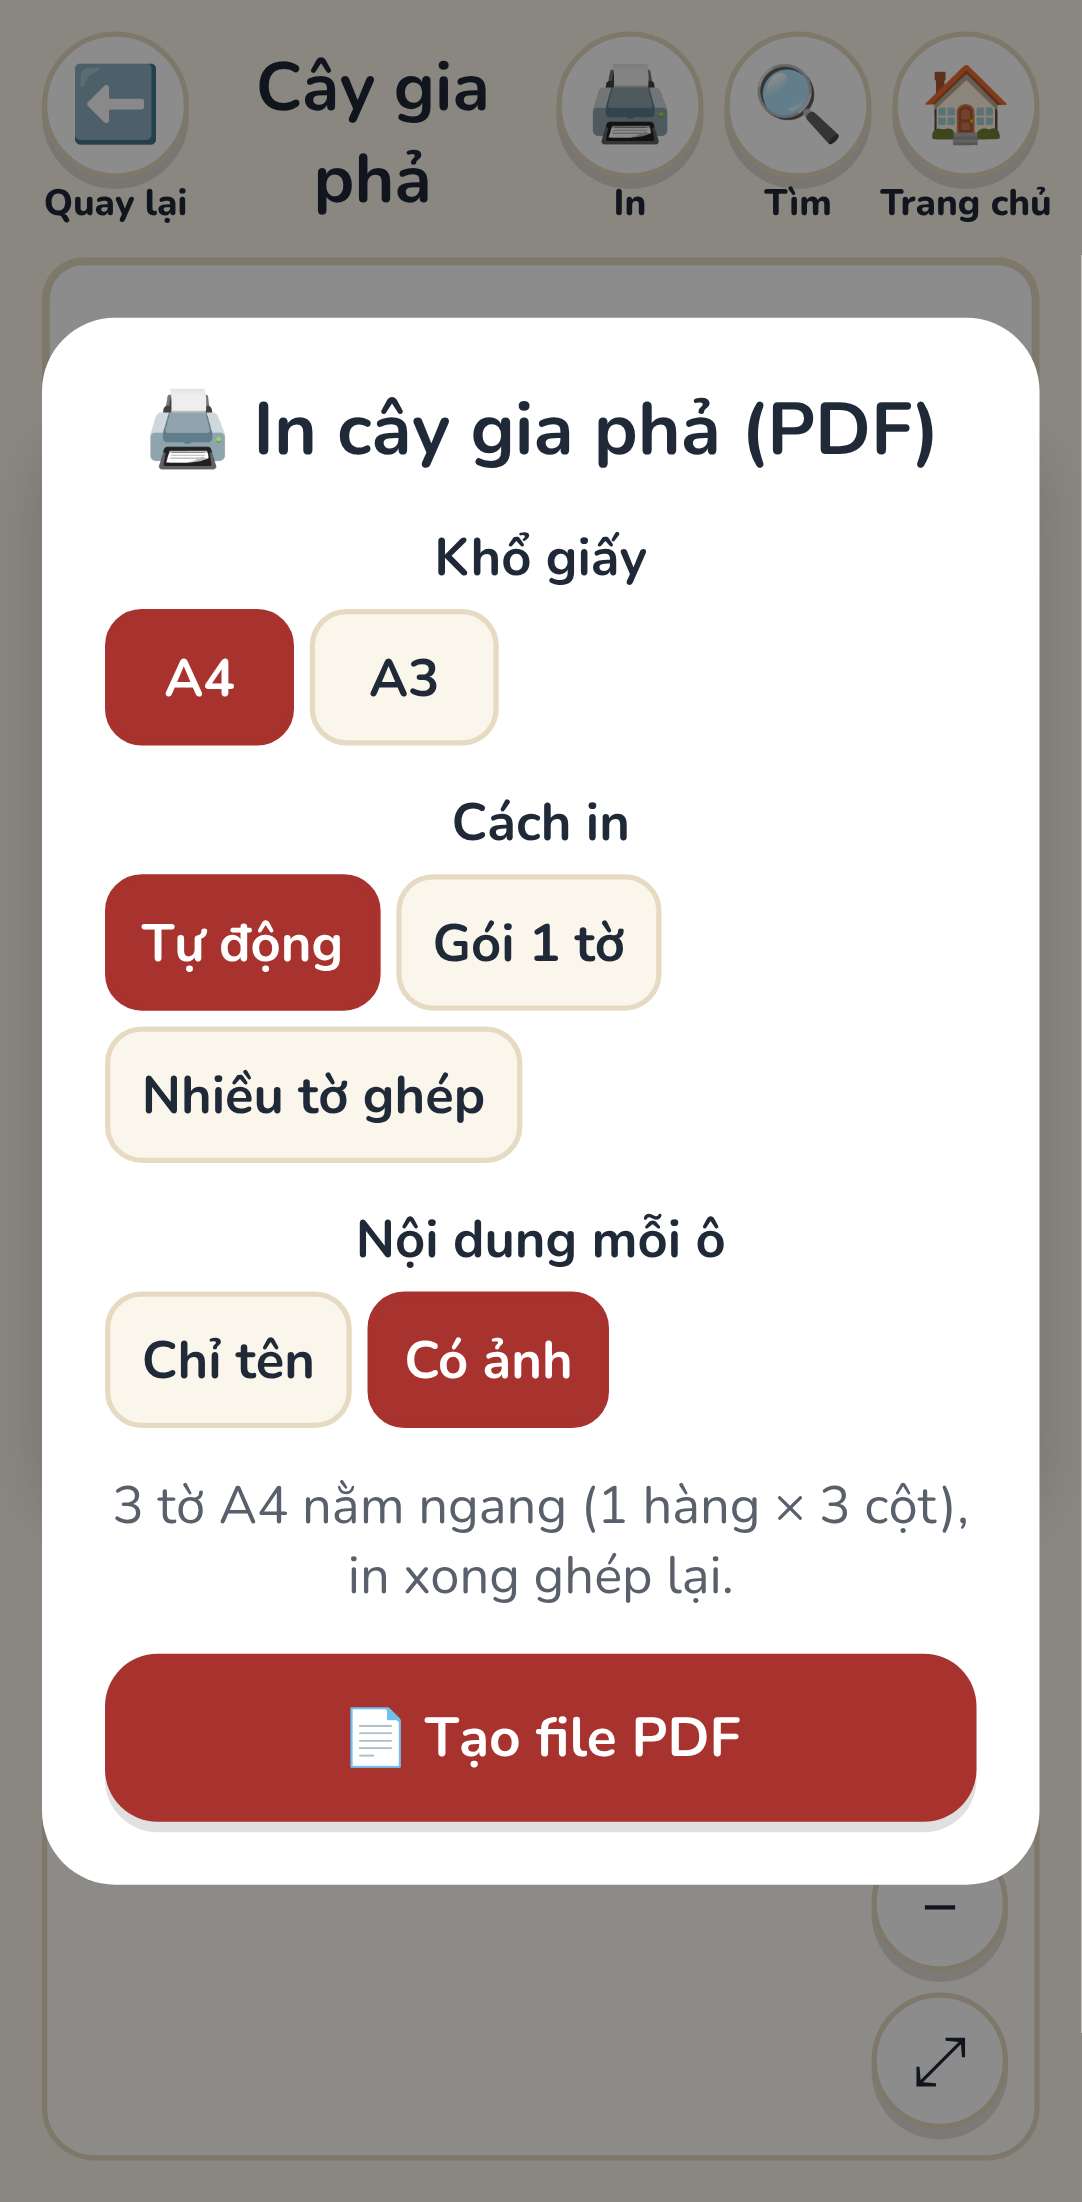 Cây gia
phả
Quay lại
In
Tìm
Trang chủ
In cây gia phả (PDF)
Khổ giấy
A4
A3
Cách in
Tự động
Gói 1 tờ
Nhiều tờ ghép
Nội dung mỗi ô
Chỉ tên
Có ảnh
3 tờ A4 nằm ngang (1 hàng × 3 cột),
in xong ghép lại.
Tạo file PDF